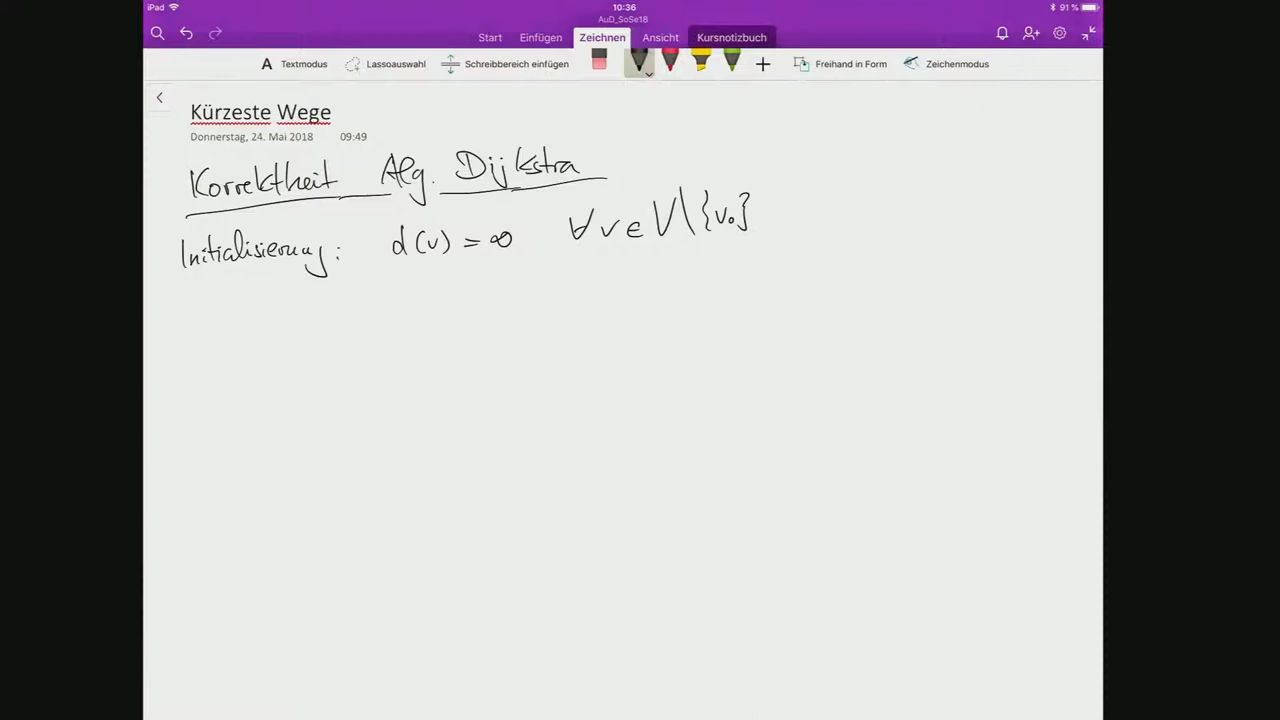 iPad 10:36 91 %
AuD_SoSe18
Start Einfügen Zeichnen Ansicht Kursnotizbuch
A Textmodus Lassoauswahl Schreibbereich einfügen Freihand in Form Zeichenmodus
Kürzeste Wege
Donnerstag, 24. Mai 2018 09:49
Korrektheit Alg. Dijkstra
Initialisierung: d(v) = ∞ ∀ v ∈ V\{v₀}